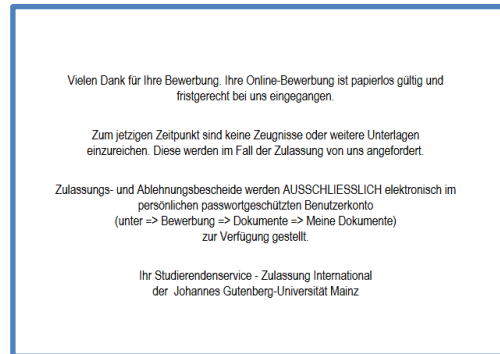 Vielen Dank für Ihre Bewerbung. Ihre Online-Bewerbung ist papierlos gültig und
fristgerecht bei uns eingegangen.
Zum jetzigen Zeitpunkt sind keine Zeugnisse oder weitere Unterlagen
einzureichen. Diese werden im Fall der Zulassung von uns angefordert.
Zulassungs- und Ablehnungsbescheide werden AUSSCHLIESSLICH elektronisch im
persönlichen passwortgeschützten Benutzerkonto
(unter => Bewerbung => Dokumente => Meine Dokumente)
zur Verfügung gestellt.
Ihr Studierendenservice - Zulassung International
der Johannes Gutenberg-Universität Mainz